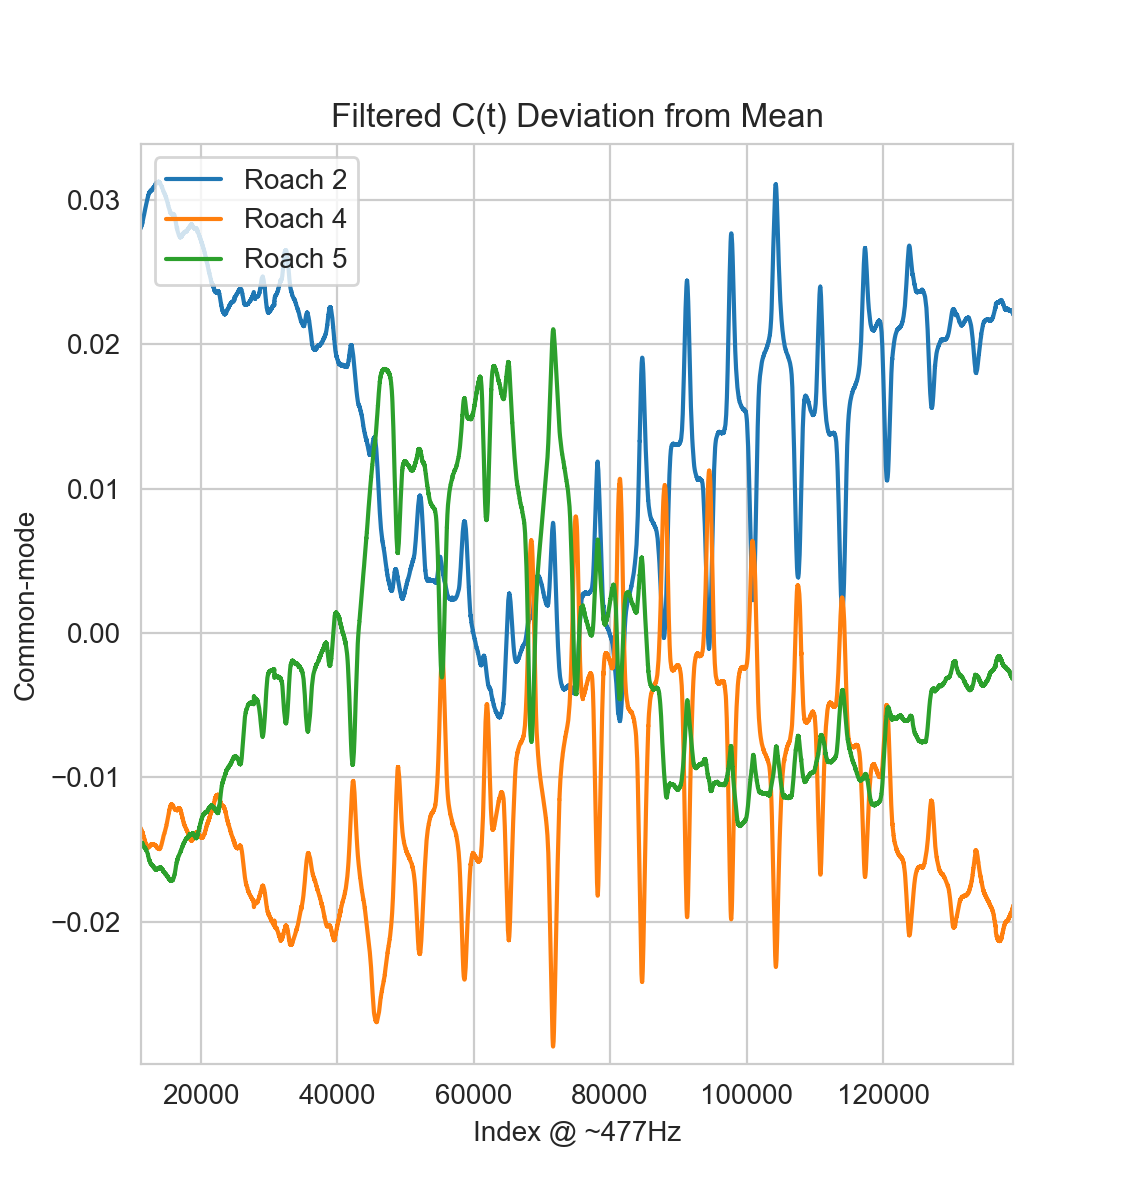 Filtered C(t) Deviation from Mean
Roach 2
Roach 4
Roach 5
Common-mode
0.03
0.02
0.01
0.00
−0.01
−0.02
20000 40000 60000 80000 100000 120000
Index @ ~477Hz